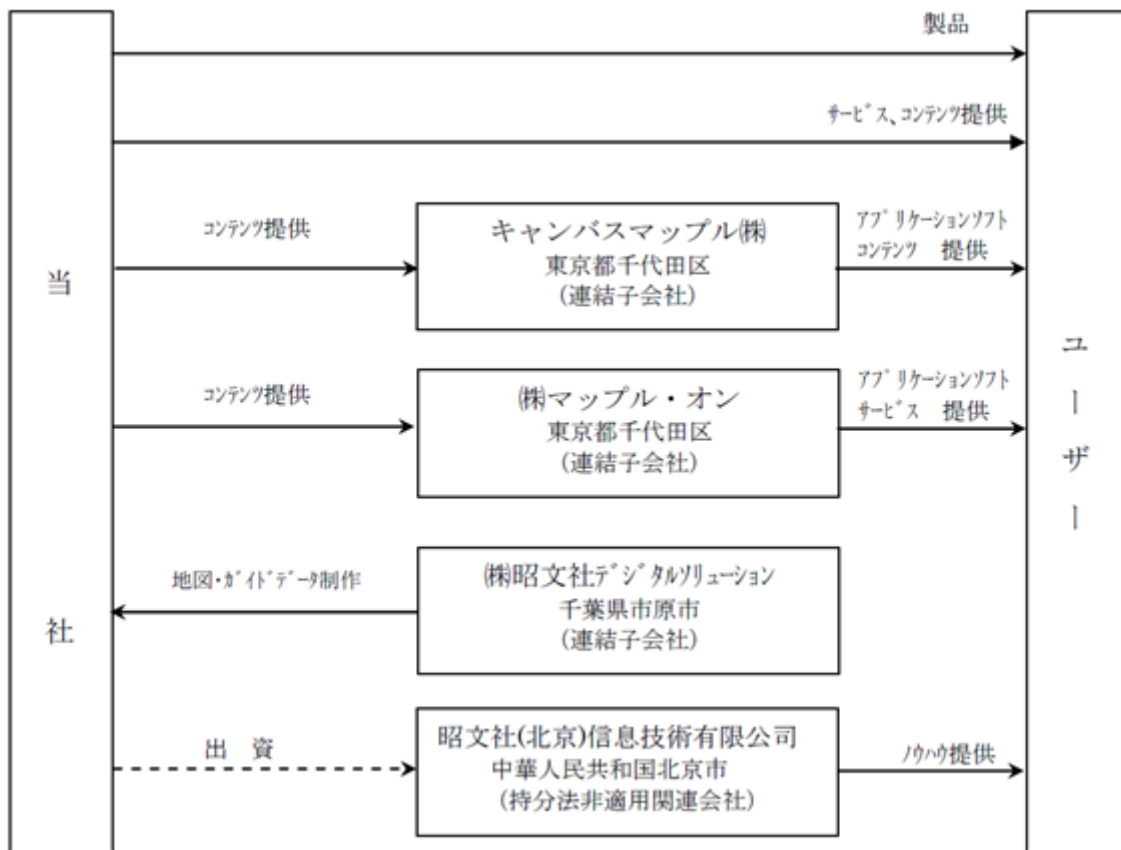 製品
ｻｰﾋﾞｽ、ｺﾝﾃﾝﾂ提供
当社
ユーザー
ｺﾝﾃﾝﾂ提供
キャンバスマップル㈱
東京都千代田区
(連結子会社)
ｱﾌﾟﾘｹｰｼｮﾝｿﾌﾄ
ｺﾝﾃﾝﾂ　提供
ｺﾝﾃﾝﾂ提供
㈱マップル・オン
東京都千代田区
(連結子会社)
ｱﾌﾟﾘｹｰｼｮﾝｿﾌﾄ
ｻｰﾋﾞｽ　提供
地図・ｶﾞｲﾄﾞﾃﾞｰﾀ制作
㈱昭文社ﾃﾞｼﾞﾀﾙｿﾘｭｰｼｮﾝ
千葉県市原市
(連結子会社)
出　資
昭文社(北京)信息技術有限公司
中華人民共和国北京市
(持分法非適用関連会社)
ﾉｳﾊｳ提供